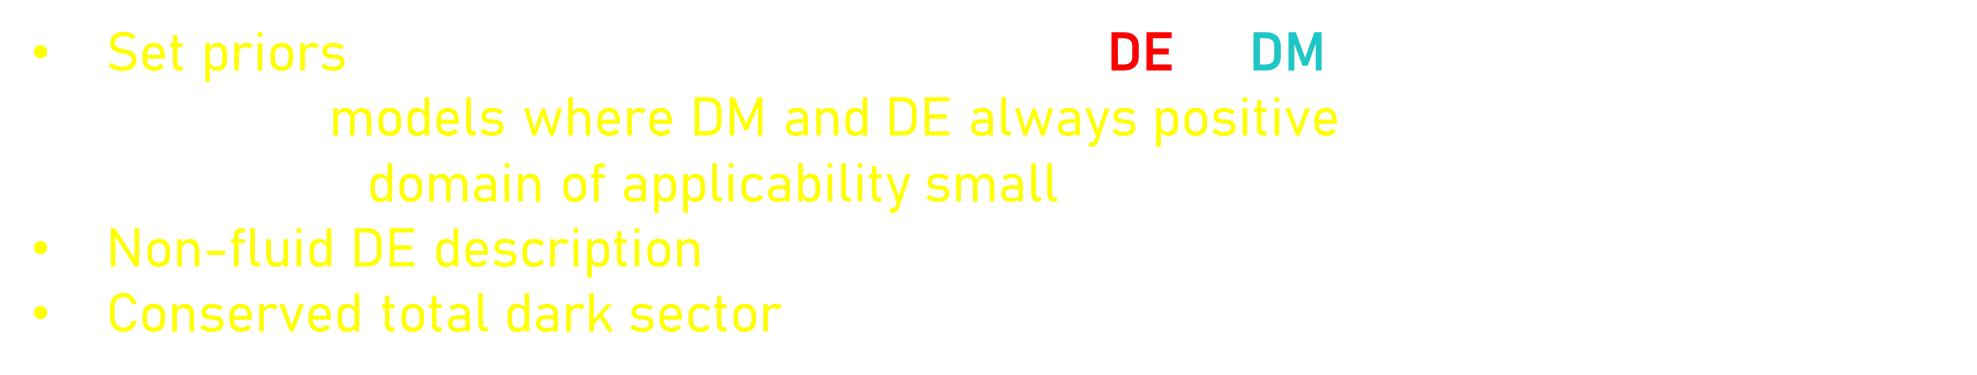 • Set priors DE DM
models where DM and DE always positive
domain of applicability small
• Non-fluid DE description
• Conserved total dark sector